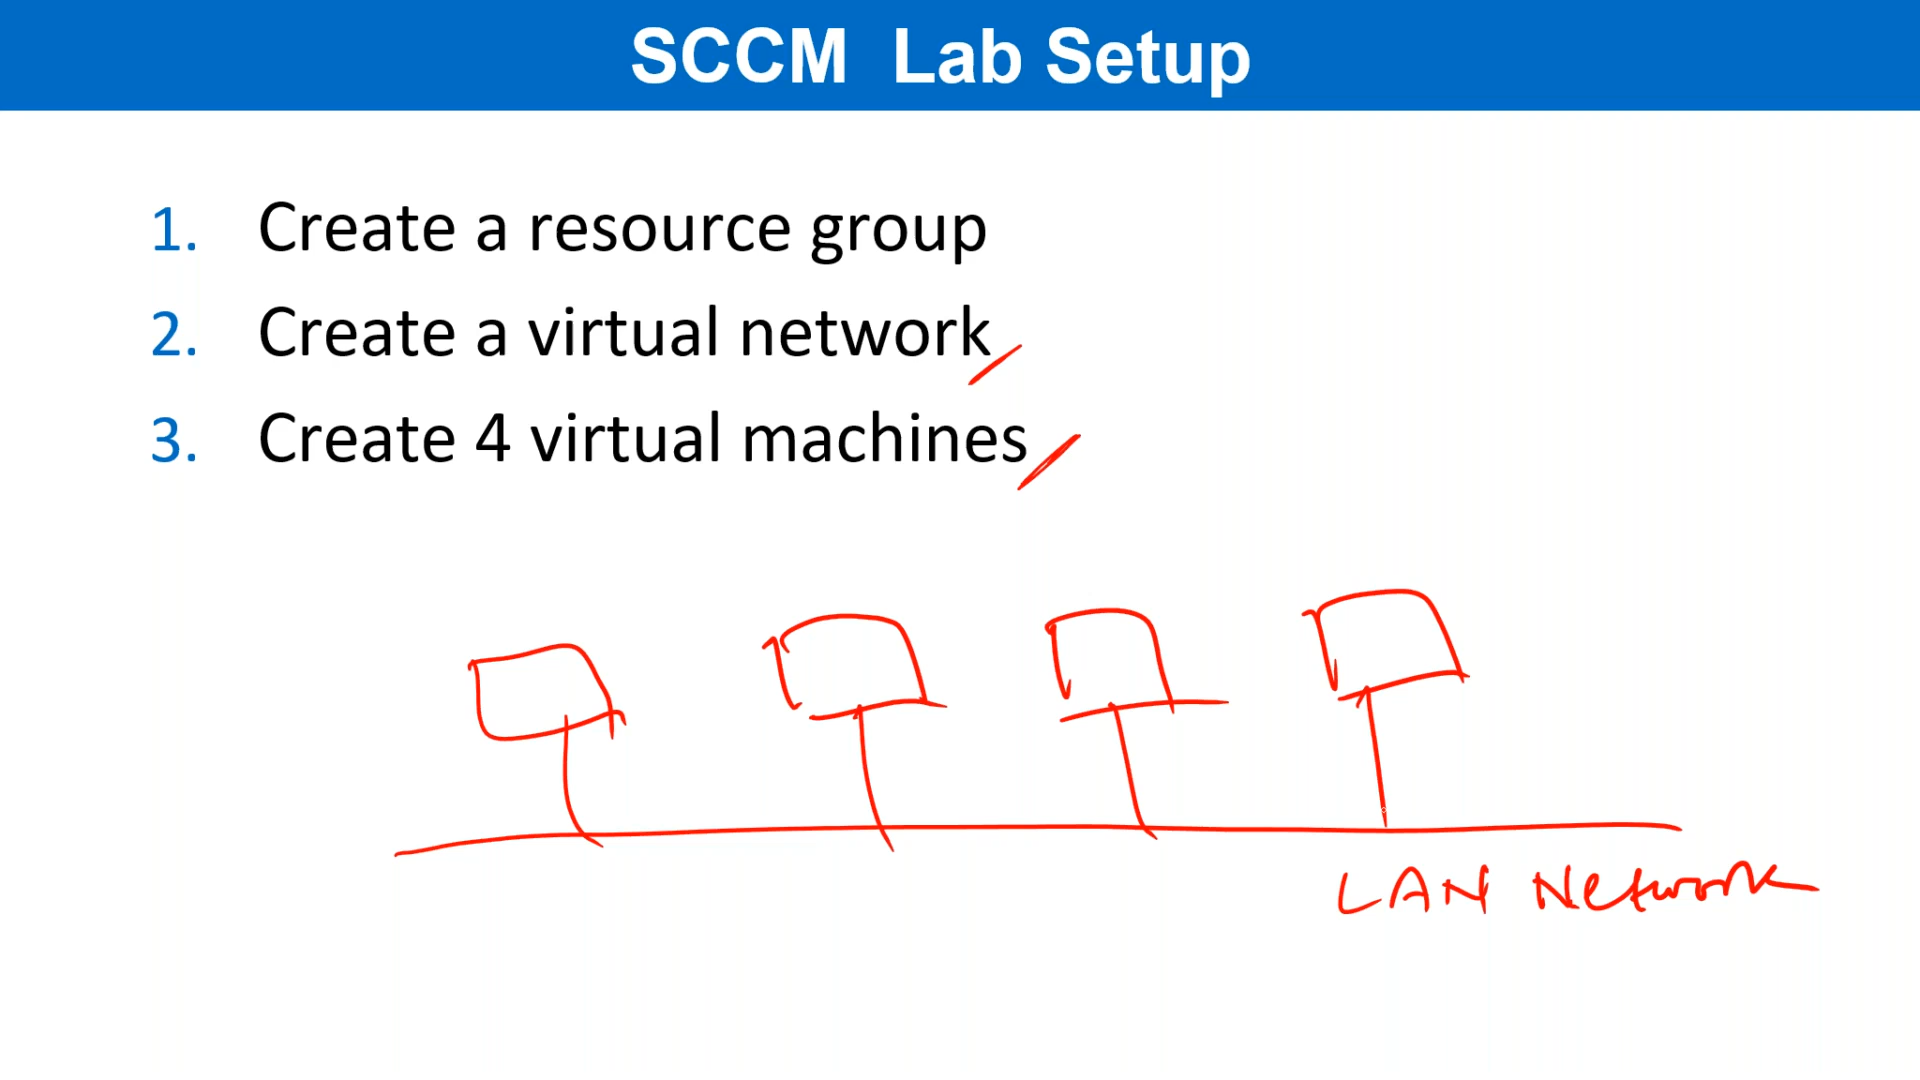 SCCM Lab Setup
1. Create a resource group
2. Create a virtual network
3. Create 4 virtual machines
LAN Network